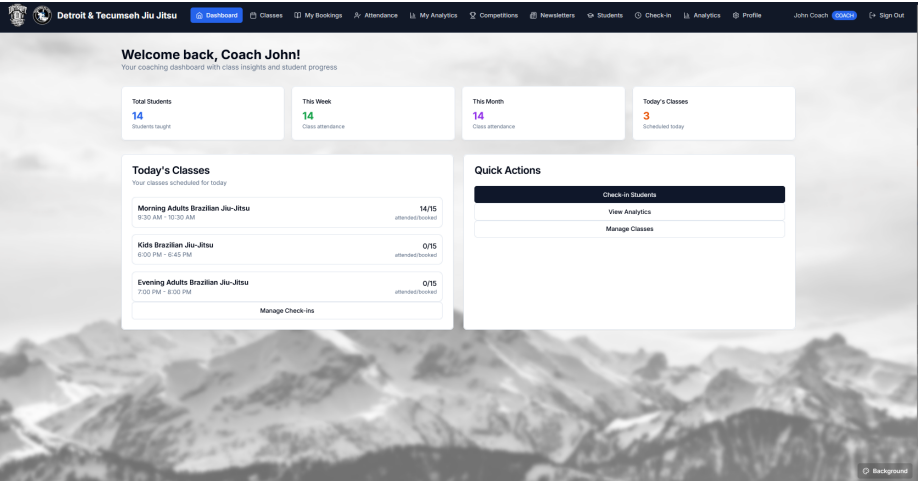 Detroit & Tecumseh Jiu Jitsu
Dashboard
Classes
My Bookings
Attendance
My Analytics
Competitions
Newsletters
Students
Check-in
Analytics
Profile
John Coach
COACH
Sign Out
Welcome back, Coach John!
Your coaching dashboard with class insights and student progress
Total Students
14
Students taught
This Week
14
Class attendance
This Month
14
Class attendance
Today's Classes
3
Scheduled today
Today's Classes
Your classes scheduled for today
Morning Adults Brazilian Jiu-Jitsu
9:30 AM - 10:30 AM
14/15
attended/booked
Kids Brazilian Jiu-Jitsu
6:00 PM - 6:45 PM
0/15
attended/booked
Evening Adults Brazilian Jiu-Jitsu
7:00 PM - 8:00 PM
0/15
attended/booked
Manage Check-ins
Quick Actions
Check-in Students
View Analytics
Manage Classes
Background